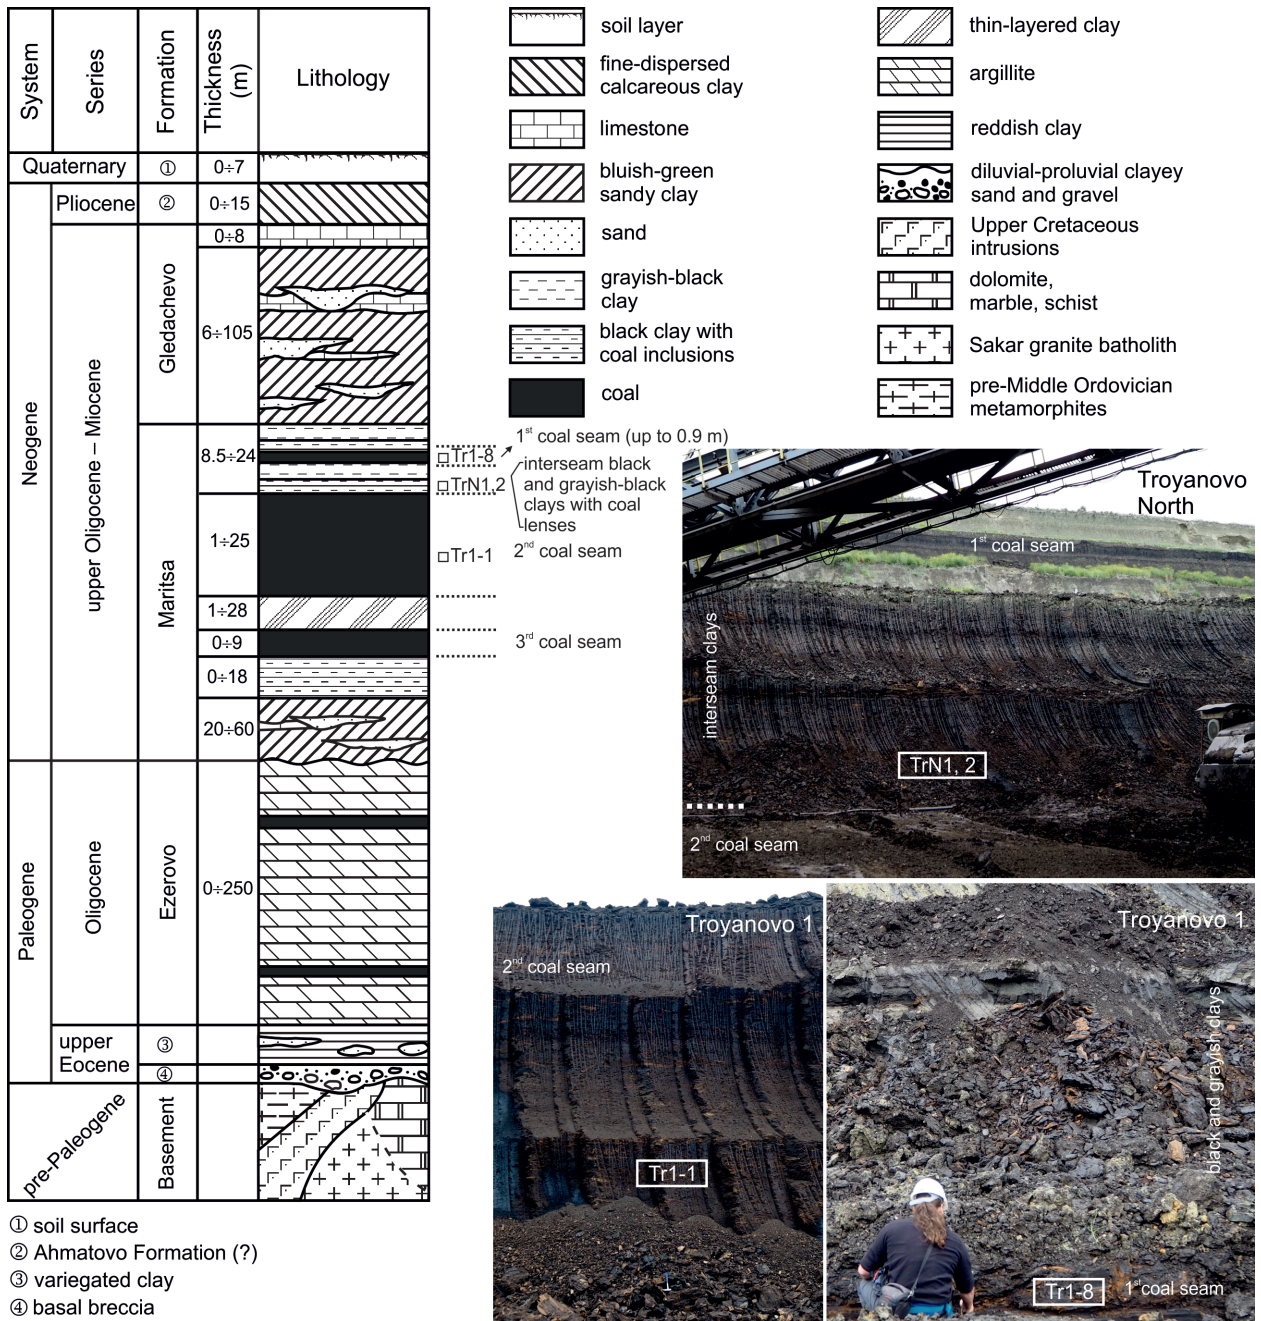 System
Series
Formation
Thickness
(m)
Lithology
Quaternary
①
0÷7
Pliocene
②
0÷15
Neogene
upper Oligocene – Miocene
Gledachevo
0÷8
6÷105
Maritsa
8.5÷24
1÷25
1÷28
0÷9
0÷18
20÷60
Paleogene
Oligocene
Ezerovo
0÷250
upper
Eocene
③
④
pre-Paleogene
Basement
① soil surface
② Ahmatovo Formation (?)
③ variegated clay
④ basal breccia
soil layer
fine-dispersed
calcareous clay
limestone
bluish-green
sandy clay
sand
grayish-black
clay
black clay with
coal inclusions
coal
thin-layered clay
argillite
reddish clay
diluvial-proluvial clayey
sand and gravel
Upper Cretaceous
intrusions
dolomite,
marble, schist
Sakar granite batholith
pre-Middle Ordovician
metamorphites
Tr1-8
1st coal seam (up to 0.9 m)
TrN1,2
interseam black
and grayish-black
clays with coal
lenses
Tr1-1
2nd coal seam
3rd coal seam
Troyanovo
North
1st coal seam
interseam clays
TrN1, 2
2nd coal seam
Troyanovo 1
2nd coal seam
Tr1-1
Troyanovo 1
black and grayish clays
Tr1-8
1st coal seam